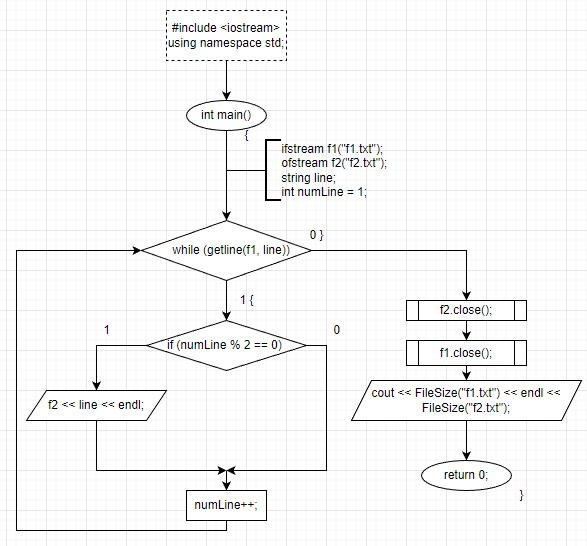 #include <iostream>
using namespace std;
int main()
{
ifstream f1("f1.txt");
ofstream f2("f2.txt");
string line;
int numLine = 1;
while (getline(f1, line))
0 }
1 {
if (numLine % 2 == 0)
1
0
f2 << line << endl;
numLine++;
f2.close();
f1.close();
cout << FileSize("f1.txt") << endl <<
FileSize("f2.txt");
return 0;
}